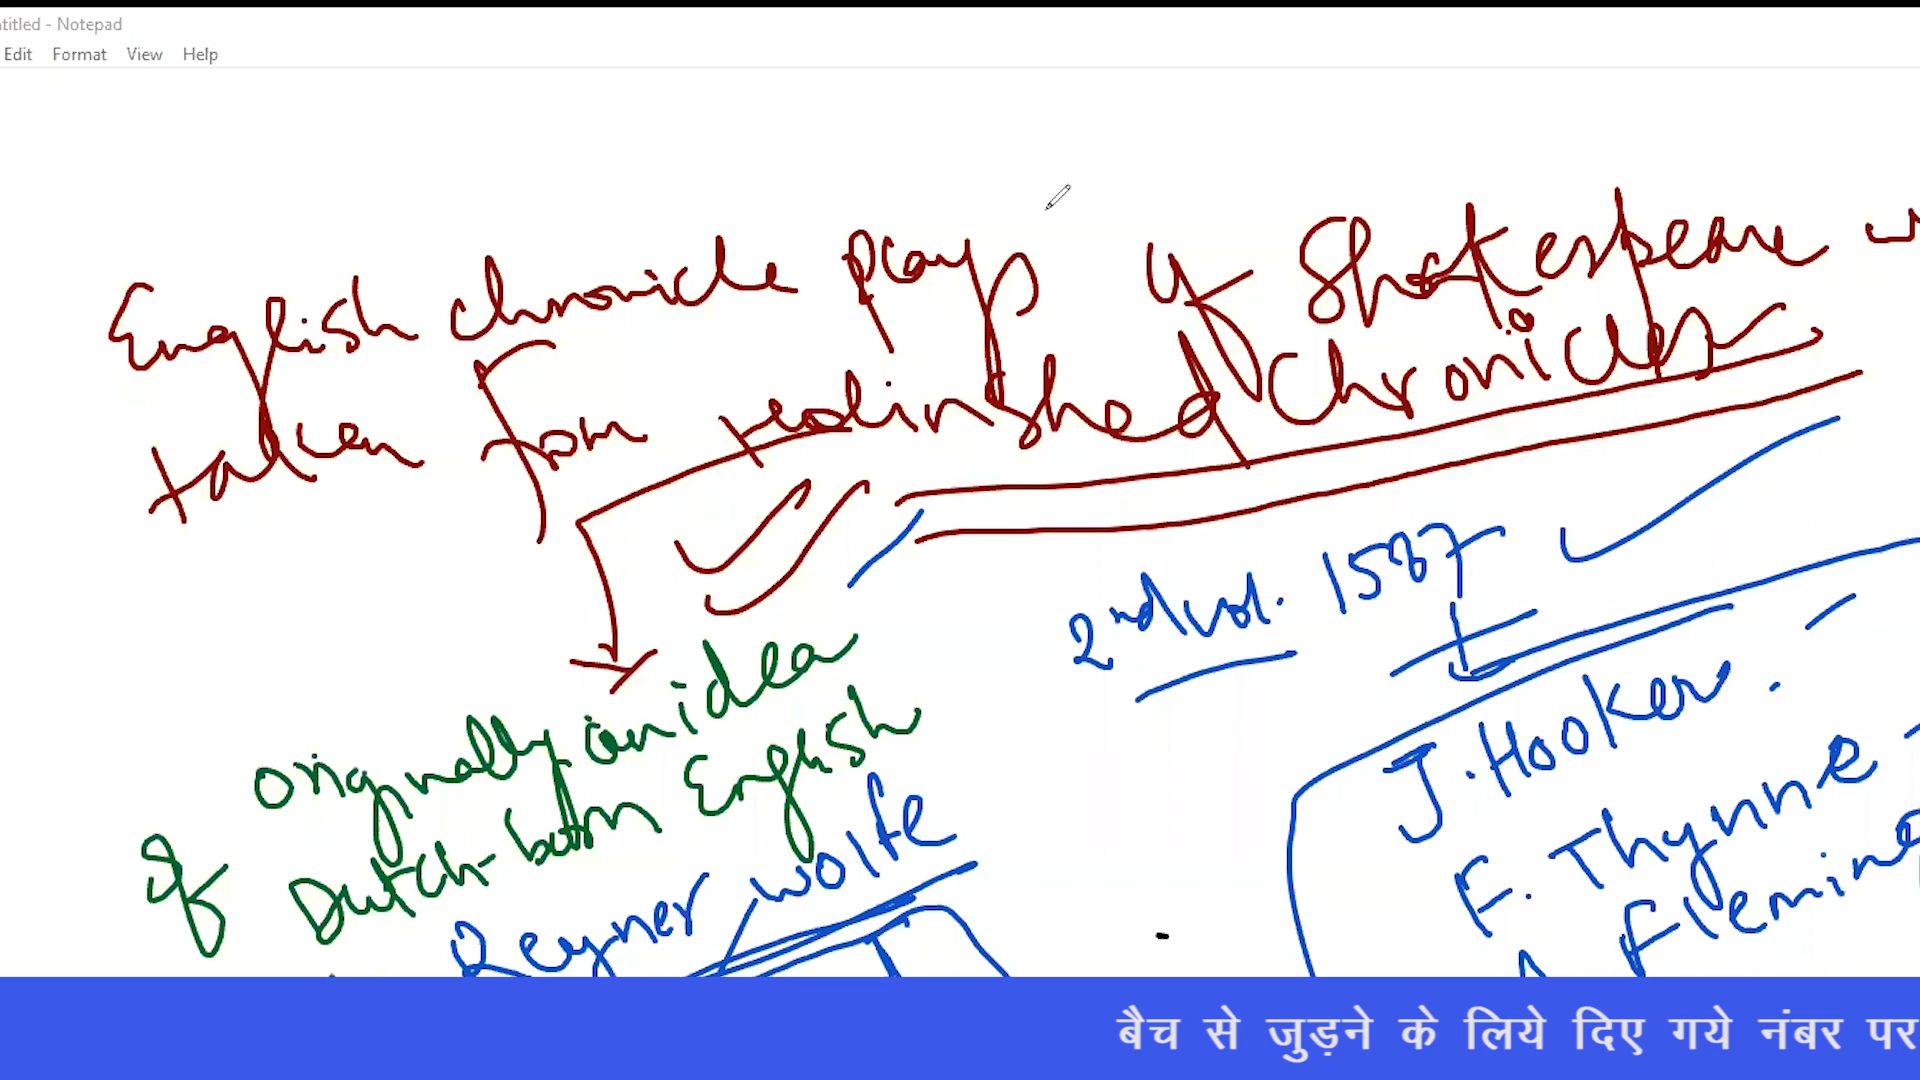 ntitled - Notepad
Edit Format View Help
English chronicle plays of Shakespeare
taken from Holinshed Chronicles
2nd vol. 1587
originally an idea
of Dutch-born English
Reyner Wolfe
J. Hooker
F. Thynne
A Fleming
बैच से जुड़ने के लिये दिए गये नंबर पर